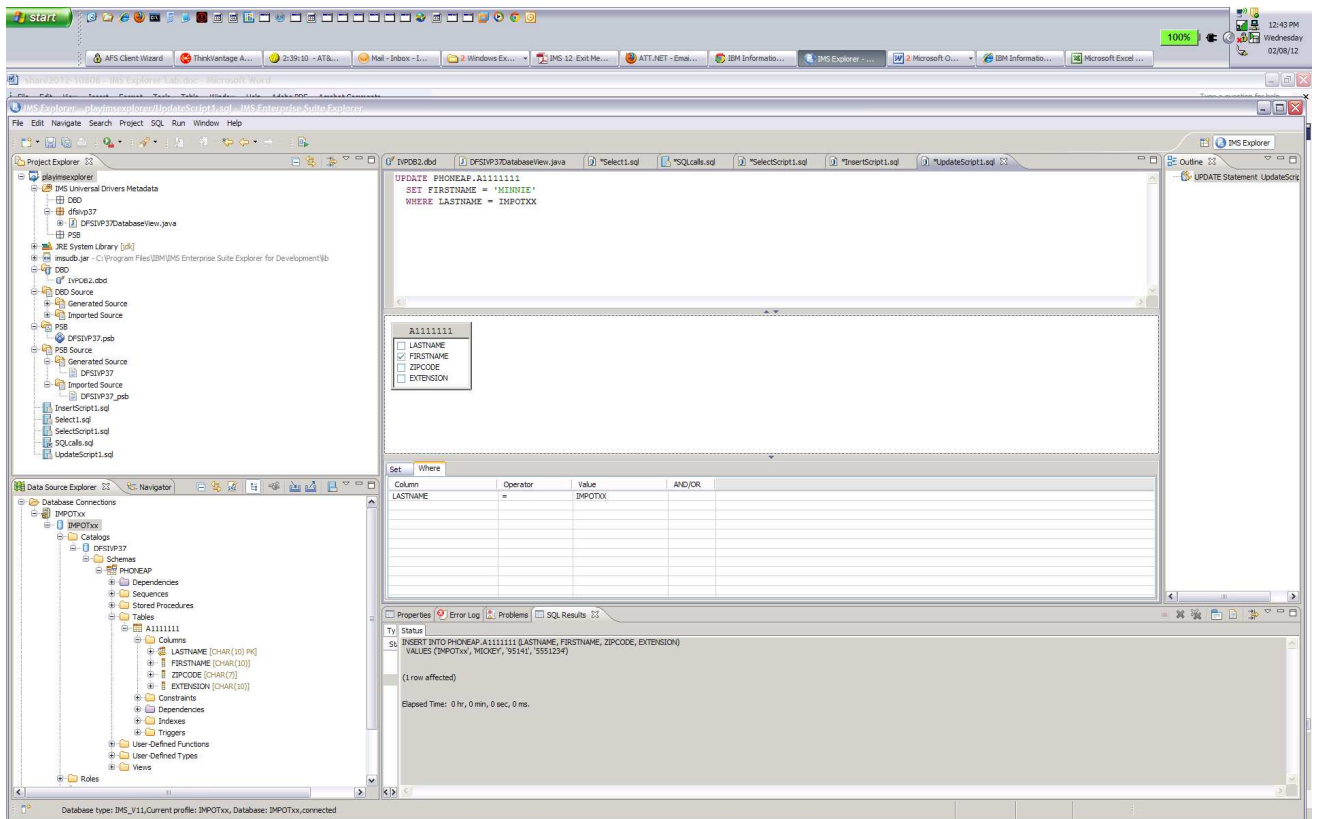 start
100%
12:43 PM
Wednesday
02/08/12
AFS Client Wizard
ThinkVantage A...
2:39:10 - AT&...
Mail - Inbox - I...
2 Windows Ex...
IMS 12 Exit Me...
ATT.NET - Emai...
IBM Informatio...
IMS Explorer - ...
2 Microsoft O...
IBM Informatio...
Microsoft Excel ...
IMS Explorer - playimsexplorer/UpdateScript1.sql - IMS Enterprise Suite Explorer
File Edit Navigate Search Project SQL Run Window Help
IMS Explorer
Project Explorer
playimsexplorer
IMS Universal Drivers Metadata
DBD
dfsivp37
DFSIVP37DatabaseView.java
PSB
JRE System Library [jdk]
imsudb.jar - C:\Program Files\IBM\IMS Enterprise Suite Explorer for Development\lib
DBD
IVPDB2.dbd
DBD Source
Generated Source
Imported Source
PSB
DFSIVP37.psb
PSB Source
Generated Source
DFSIVP37
Imported Source
DFSIVP37_psb
InsertScript1.sql
Select1.sql
SelectScript1.sql
SQLcalls.sql
UpdateScript1.sql
IVPDB2.dbd
DFSIVP37DatabaseView.java
*Select1.sql
*SQLcalls.sql
*SelectScript1.sql
*InsertScript1.sql
*UpdateScript1.sql
UPDATE PHONEAP.A1111111
SET FIRSTNAME = 'MINNIE'
WHERE LASTNAME = IMPOTXX
A1111111
LASTNAME
FIRSTNAME
ZIPCODE
EXTENSION
Set Where
Column Operator Value AND/OR
LASTNAME = IMPOTXX
Outline
UPDATE Statement UpdateScrip
Data Source Explorer Navigator
Database Connections
IMPOTxx
IMPOTxx
Catalogs
DFSIVP37
Schemas
PHONEAP
Dependencies
Sequences
Stored Procedures
Tables
A1111111
Columns
LASTNAME [CHAR(10) PK]
FIRSTNAME [CHAR(10)]
ZIPCODE [CHAR(7)]
EXTENSION [CHAR(10)]
Constraints
Dependencies
Indexes
Triggers
User-Defined Functions
User-Defined Types
Views
Roles
Properties Error Log Problems SQL Results
Ty Status
St
INSERT INTO PHONEAP.A1111111 (LASTNAME, FIRSTNAME, ZIPCODE, EXTENSION)
VALUES ('IMPOTxx', 'MICKEY', '95141', '5551234')
(1 row affected)
Elapsed Time: 0 hr, 0 min, 0 sec, 0 ms.
Database type: IMS_V11,Current profile: IMPOTxx, Database: IMPOTxx,connected